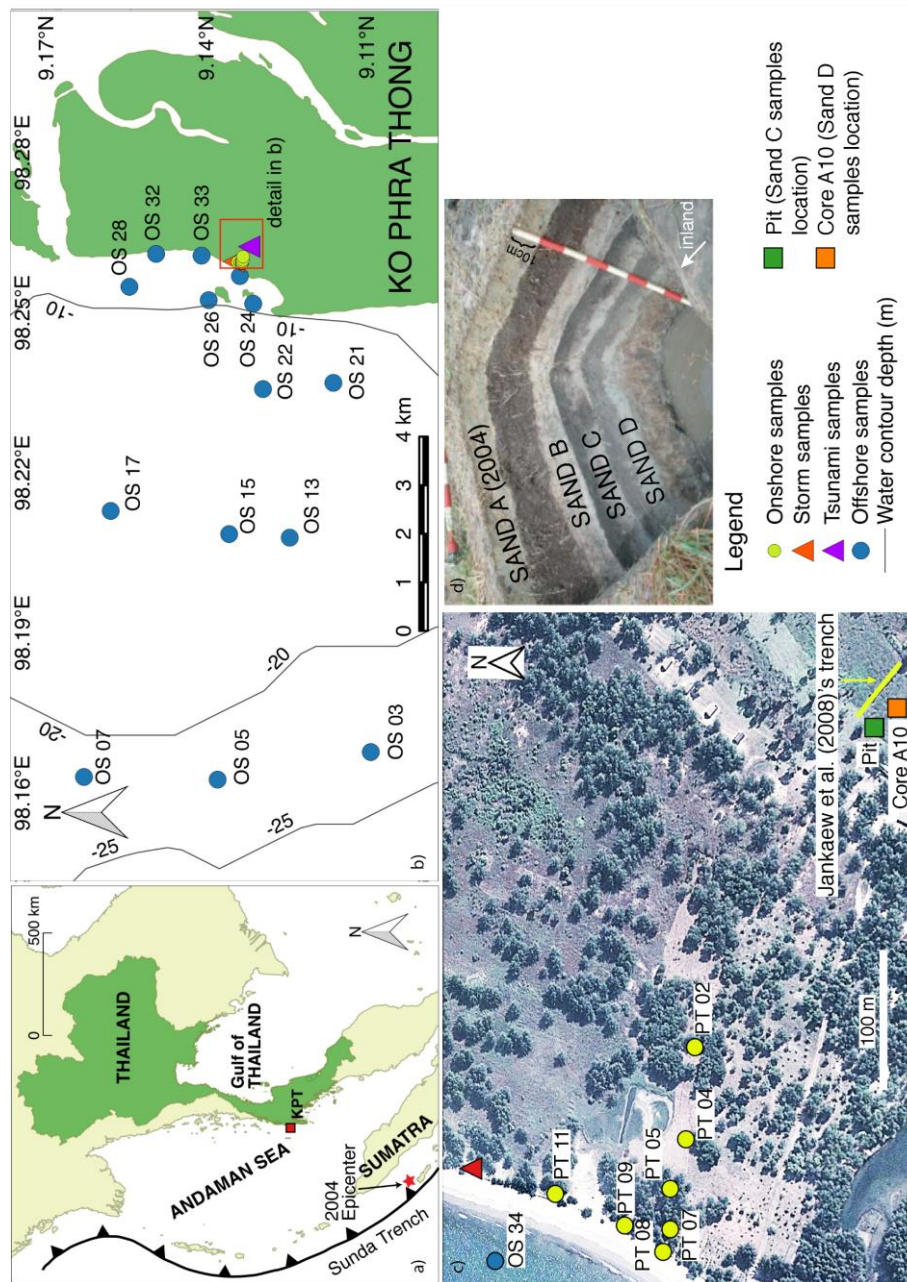 500 km
0
N
THAILAND
Gulf of
THAILAND
ANDAMAN SEA
KPT
2004
Epicenter
SUMATRA
Sunda Trench
a)
98.16°E
98.19°E
98.22°E
98.25°E
98.28°E
9.17°N
9.14°N
9.11°N
N
-25
-20
-10
-25
-20
-10
OS 07
OS 05
OS 03
OS 17
OS 15
OS 13
OS 22
OS 21
OS 28
OS 32
OS 33
OS 26
OS 24
detail in b)
KO PHRA THONG
0 1 2 3 4 km
b)
c)
N
OS 34
PT 11
PT 09
PT 08
PT 07
PT 05
PT 04
PT 02
100 m
Jankaew et al. (2008)'s trench
Pit
Core A10
d)
SAND A (2004)
SAND B
SAND C
SAND D
10cm
Inland
Legend
Onshore samples
Storm samples
Tsunami samples
Offshore samples
Water contour depth (m)
Pit (Sand C samples
location)
Core A10 (Sand D
samples location)